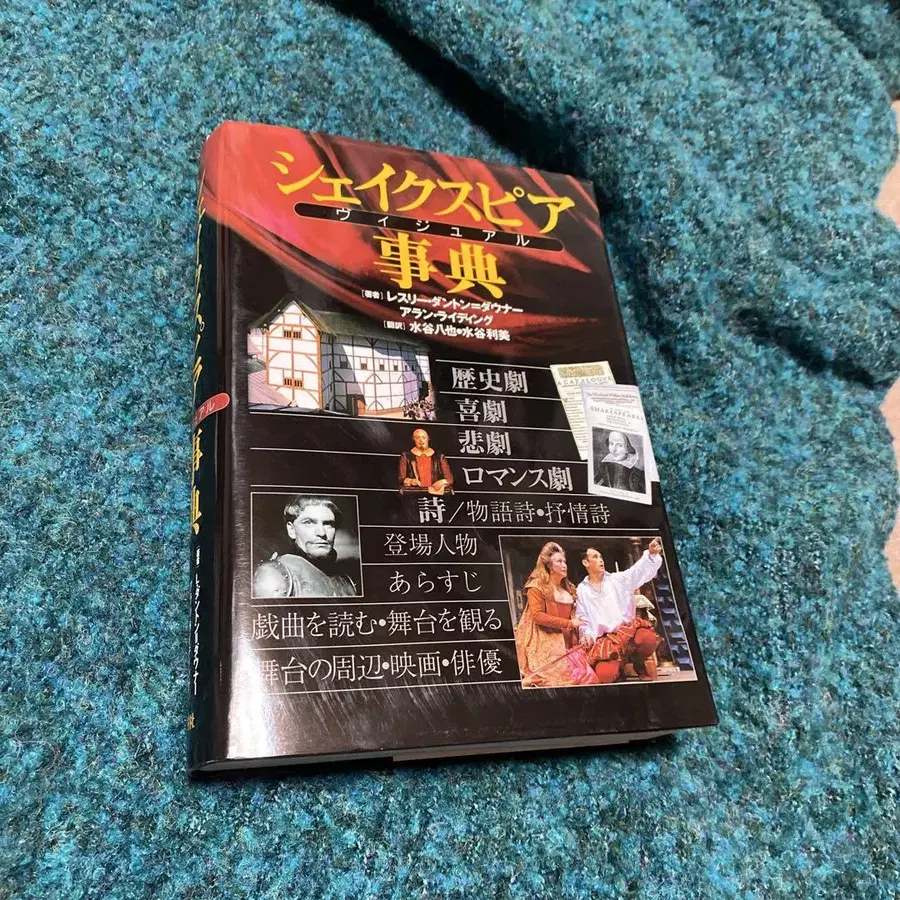 シェイクスピア
ヴィジュアル
事典
[著者] レスリー・ダントン=ダウナー
アラン・ライディング
[翻訳] 水谷八也・水谷利美
歴史劇
喜劇
悲劇
ロマンス劇
詩/物語詩・抒情詩
登場人物
あらすじ
戯曲を読む・舞台を観る
舞台の周辺・映画・俳優
A CATALOGVE
SHAKESPEARE